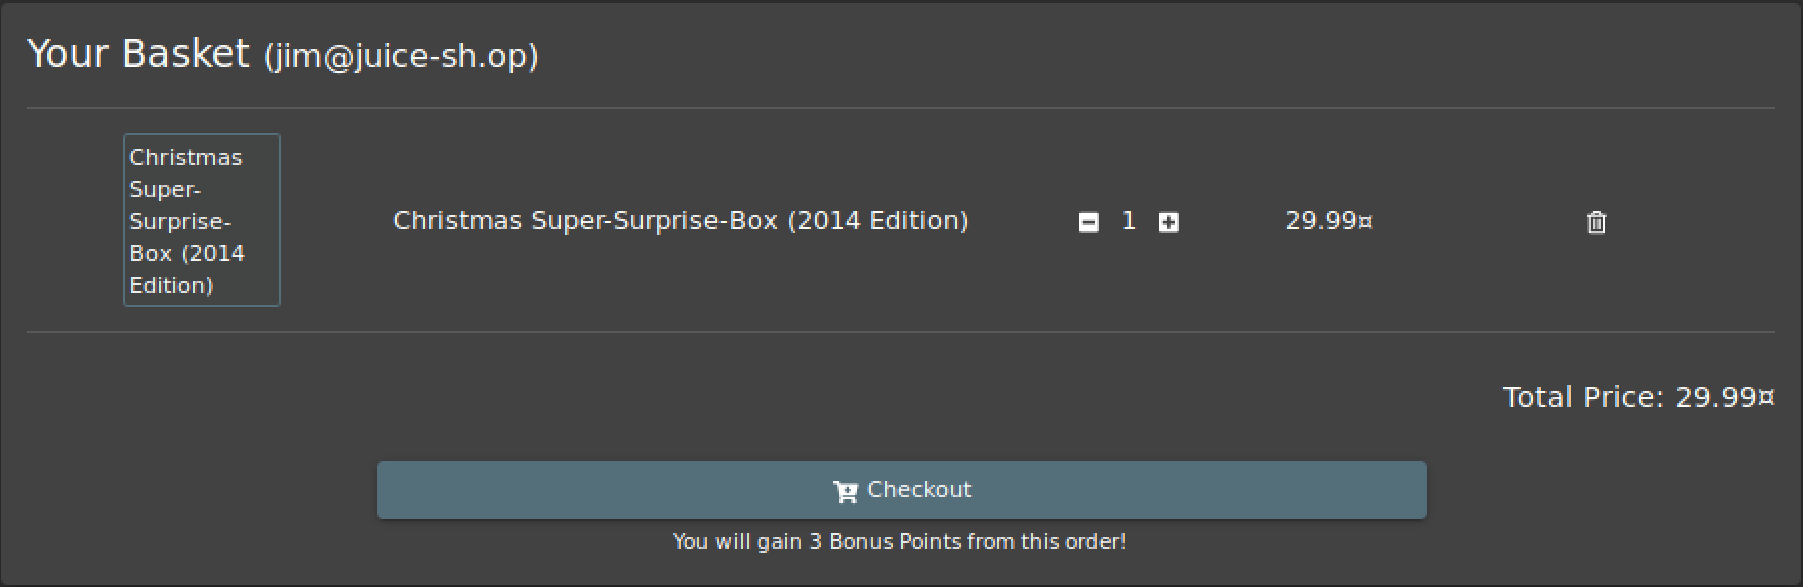 Your Basket (jim@juice-sh.op)
Christmas
Super-
Surprise-
Box (2014
Edition)
Christmas Super-Surprise-Box (2014 Edition) 1 29.99¤
Total Price: 29.99¤
Checkout
You will gain 3 Bonus Points from this order!